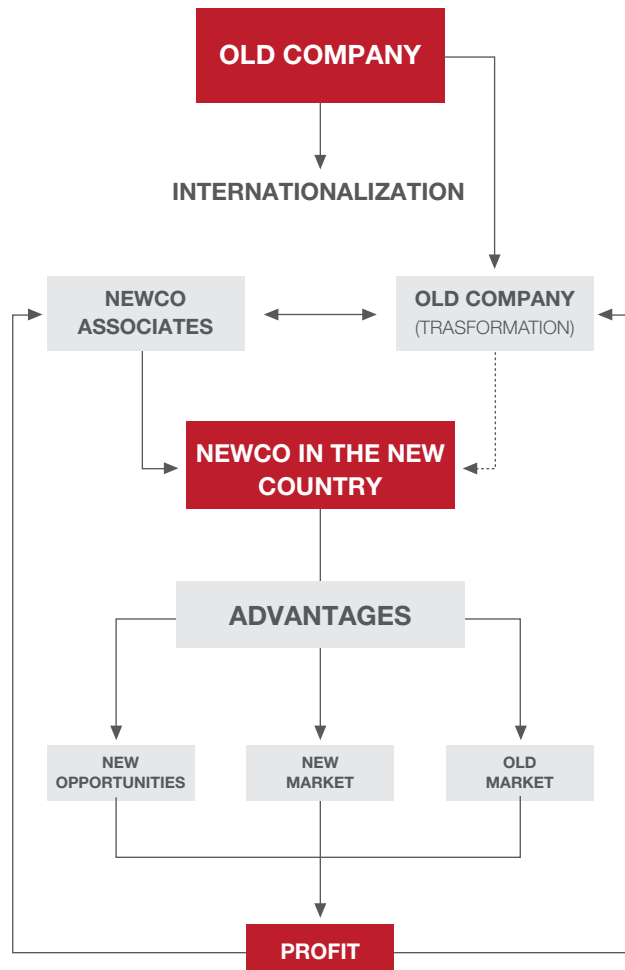 OLD COMPANY
INTERNATIONALIZATION
NEWCO
ASSOCIATES
OLD COMPANY
(TRASFORMATION)
NEWCO IN THE NEW
COUNTRY
ADVANTAGES
NEW
OPPORTUNITIES
NEW
MARKET
OLD
MARKET
PROFIT